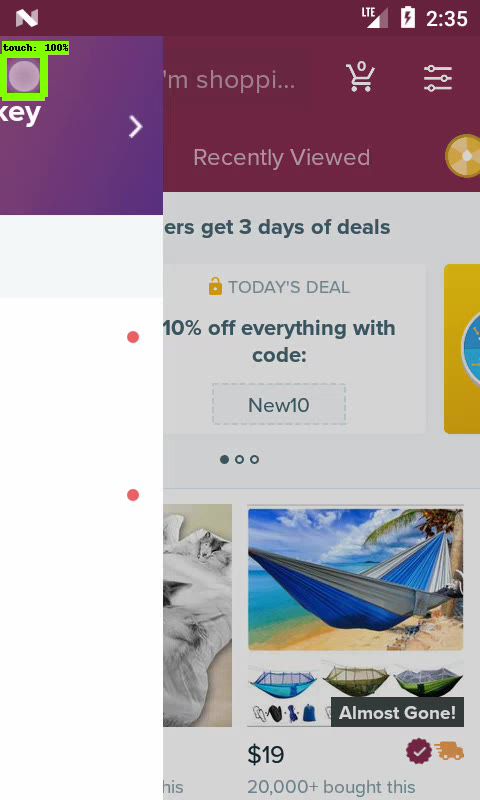 LTE 2:35
touch: 100%
key
'm shoppi...
0
Recently Viewed
ers get 3 days of deals
TODAY'S DEAL
10% off everything with
code:
New10
Almost Gone!
$19
his
20,000+ bought this